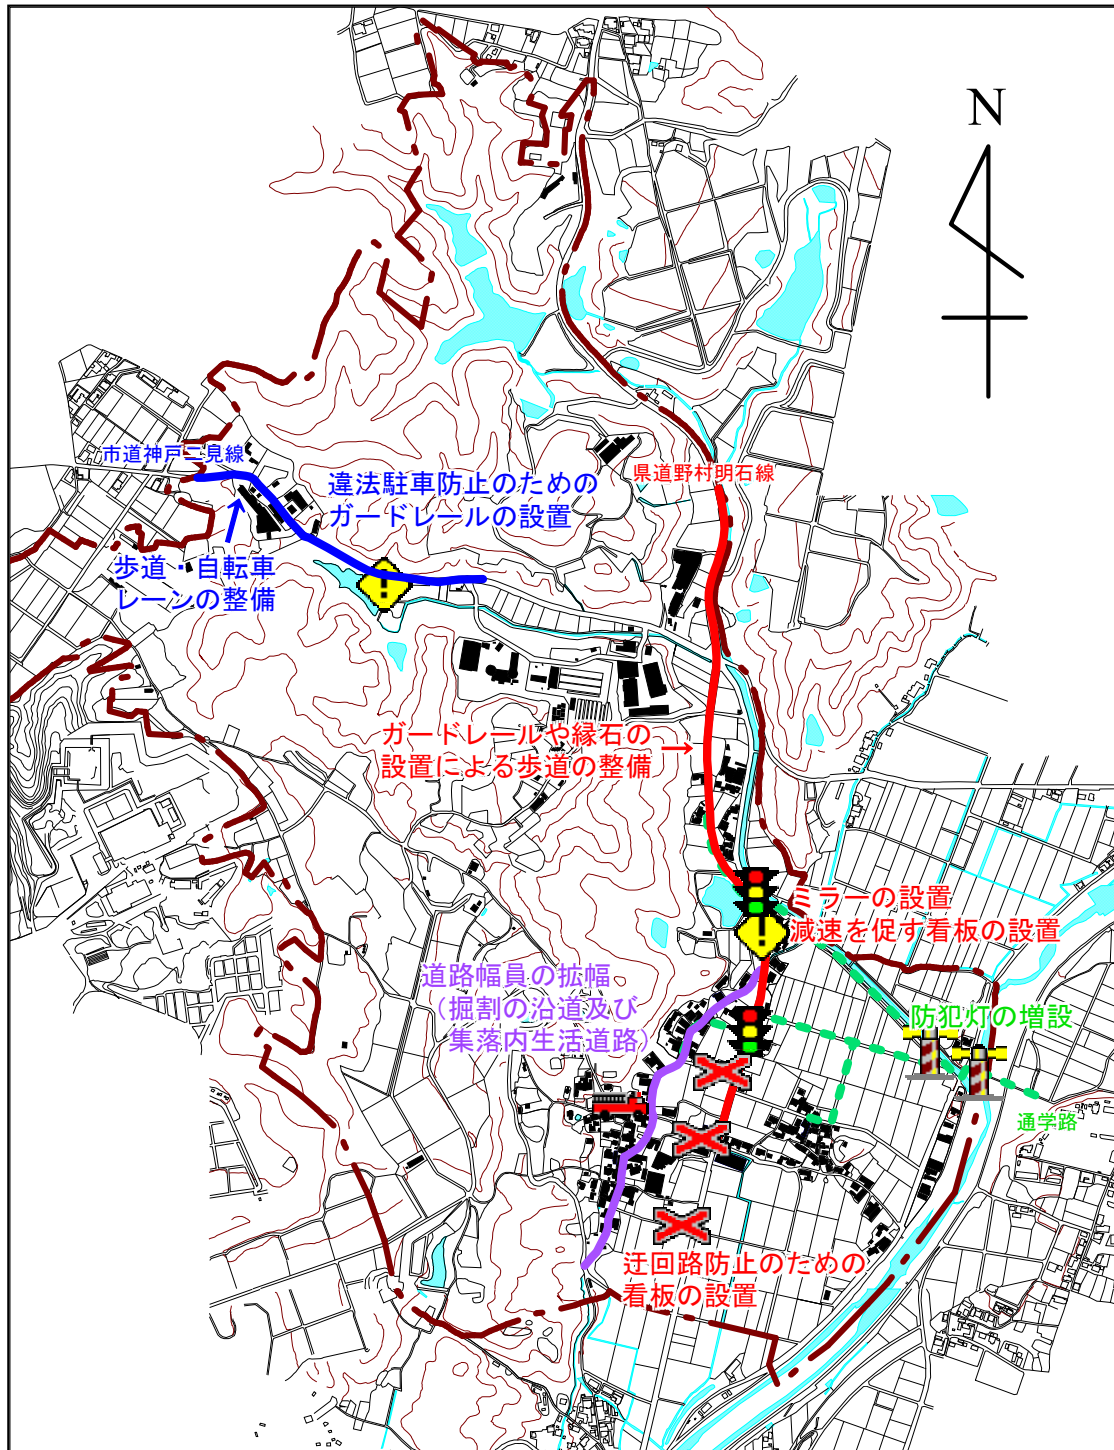 N
市道神戸二見線
違法駐車防止のための
ガードレールの設置
県道野村明石線
歩道・自転車
レーンの整備
ガードレールや縁石の
設置による歩道の整備
ミラーの設置
減速を促す看板の設置
道路幅員の拡幅
（掘割の沿道及び
集落内生活道路）
防犯灯の増設
通学路
迂回路防止のための
看板の設置